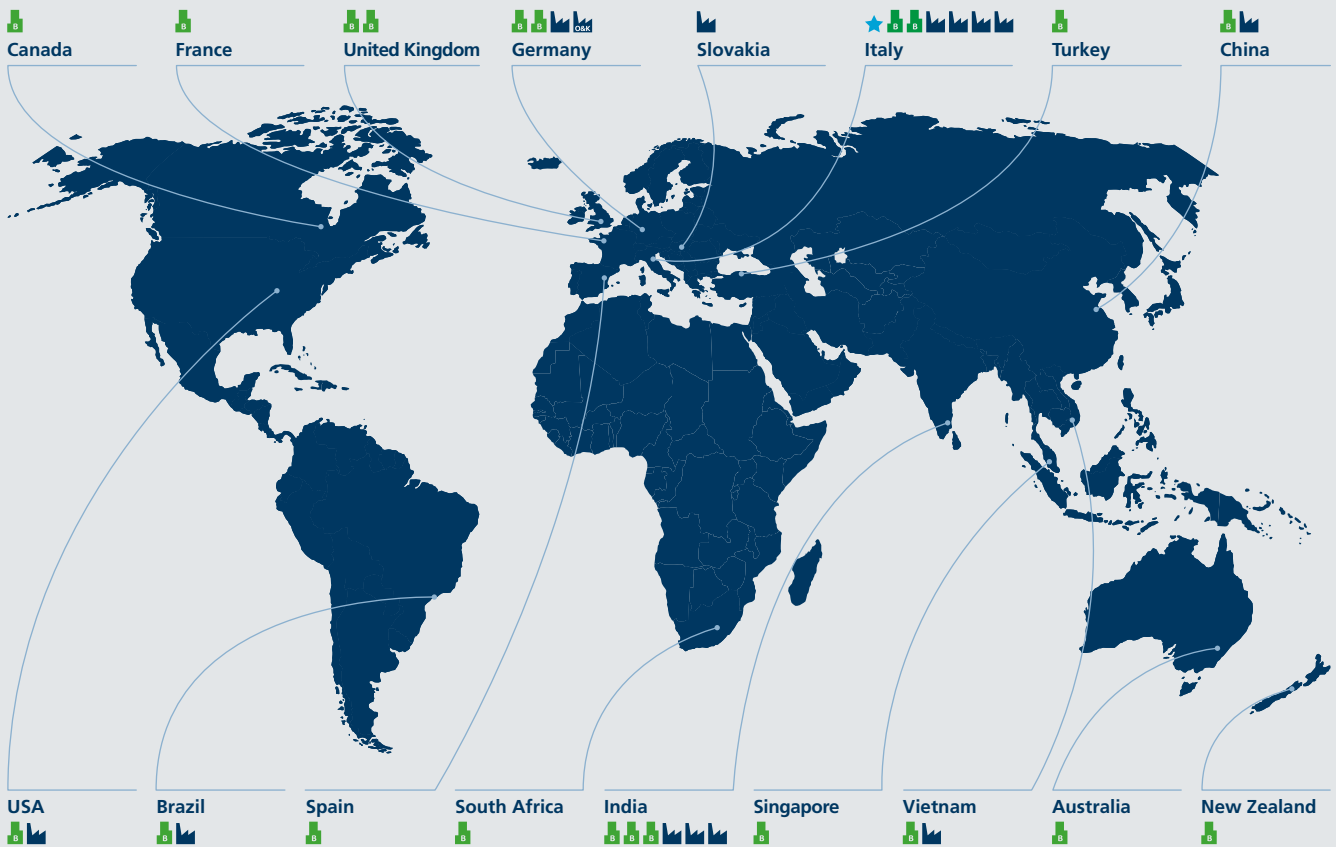 B B B B B B O&K B B B B
Canada France United Kingdom Germany Slovakia Italy Turkey China
USA Brazil Spain South Africa India Singapore Vietnam Australia New Zealand
B B B B B B B B B B B